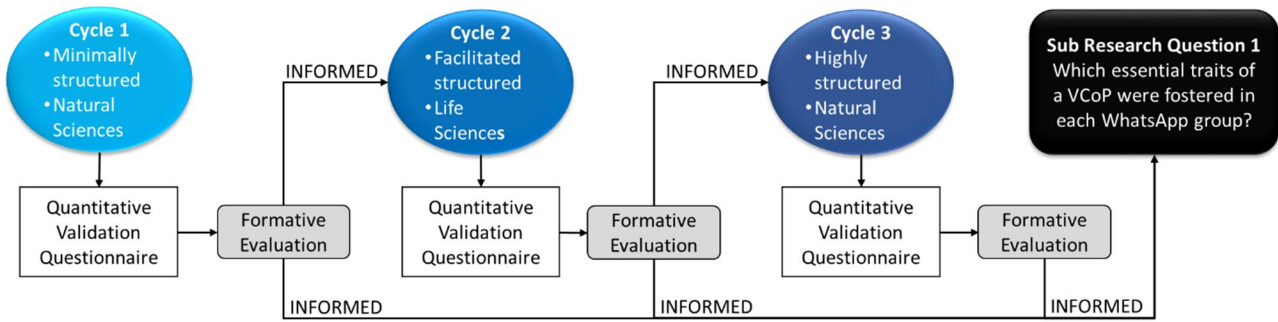 Cycle 1
•Minimally
structured
•Natural
Sciences
INFORMED
Cycle 2
•Facilitated
structured
•Life
Sciences
INFORMED
Cycle 3
•Highly
structured
•Natural
Sciences
Sub Research Question 1
Which essential traits of
a VCoP were fostered in
each WhatsApp group?
Quantitative
Validation
Questionnaire
Formative
Evaluation
Quantitative
Validation
Questionnaire
Formative
Evaluation
Quantitative
Validation
Questionnaire
Formative
Evaluation
INFORMED
INFORMED
INFORMED